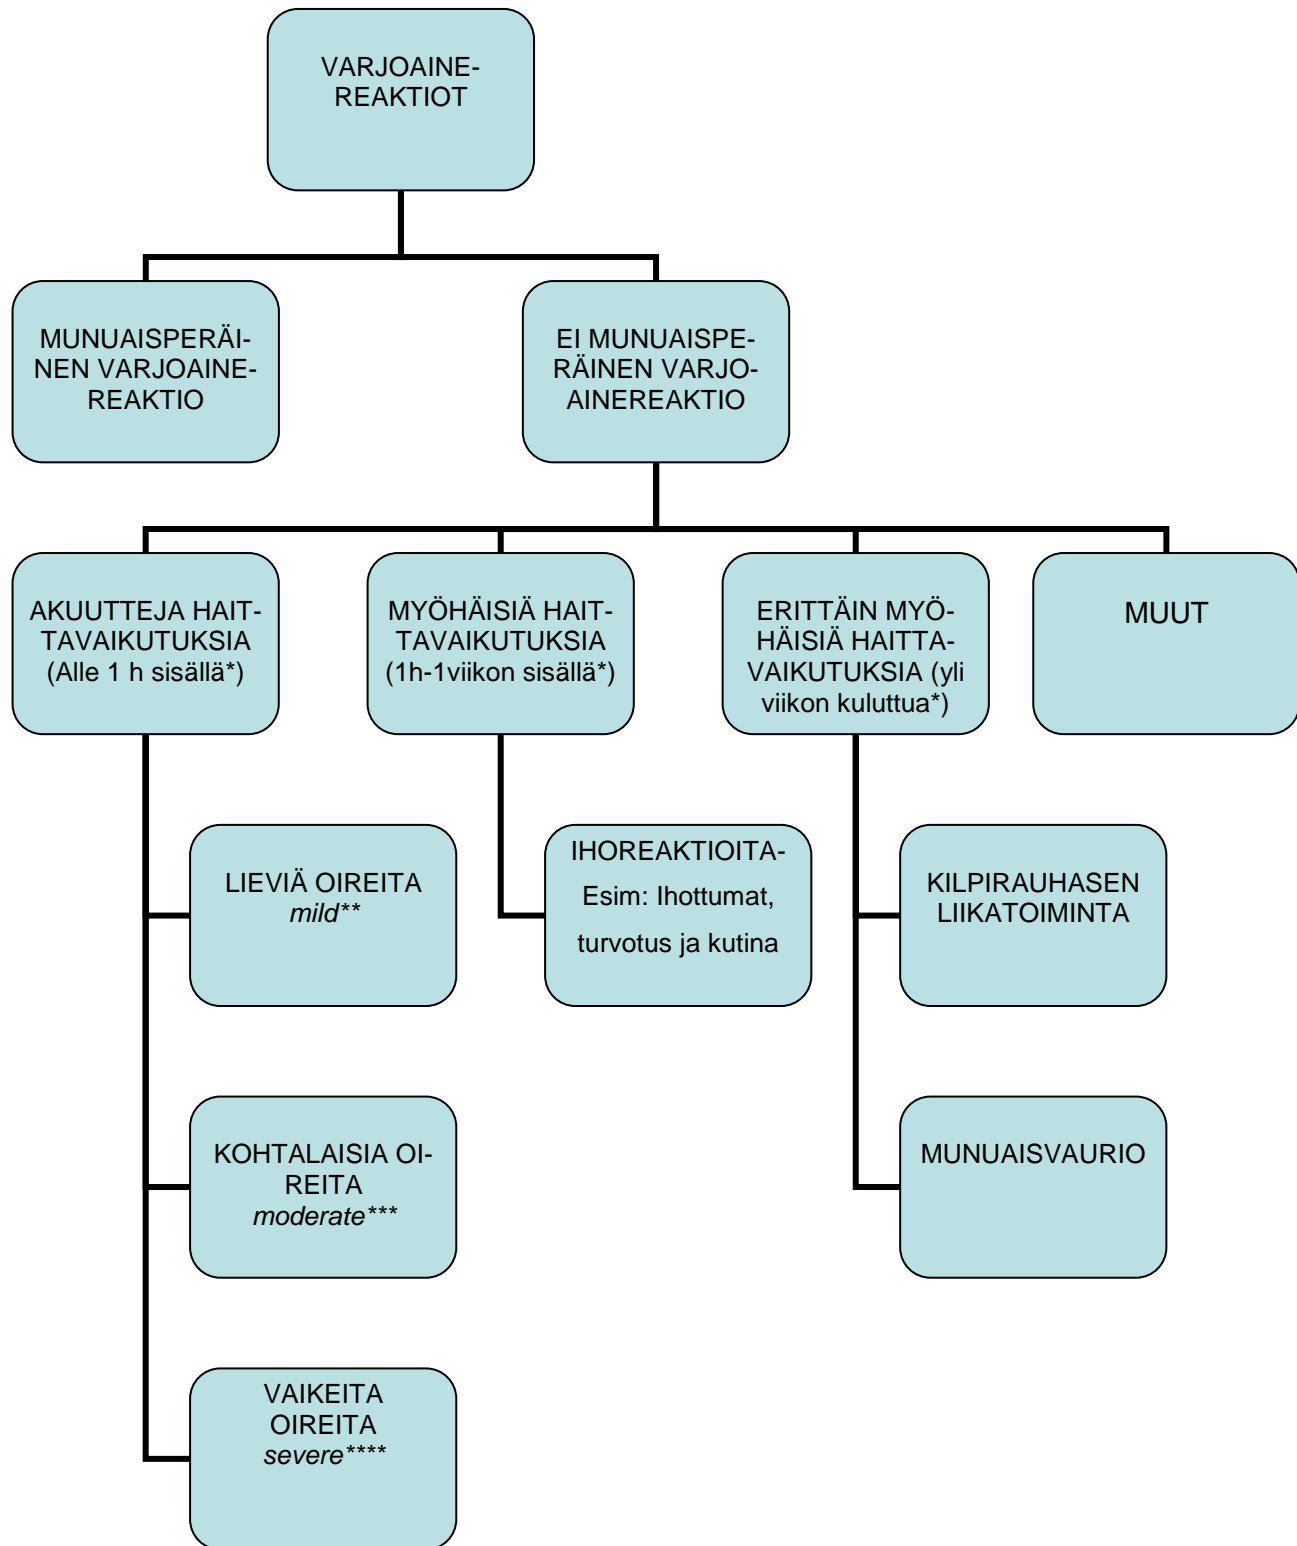 VARJOAINE-
REAKTIOT
MUNUAISPERÄI-
NEN VARJOAINE-
REAKTIO
EI MUNUAISPE-
RÄINEN VARJO-
AINEREAKTIO
AKUUTTEJA HAIT-
TAVAIKUTUKSIA
(Alle 1 h sisällä*)
MYÖHÄISIÄ HAIT-
TAVAIKUTUKSIA
(1h-1viikon sisällä*)
ERITTÄIN MYÖ-
HÄISIÄ HAITTA-
VAIKUTUKSIA (yli
viikon kuluttua*)
MUUT
LIEVIÄ OIREITA
mild**
IHOREAKTIOITA-
Esim: Ihottumat,
turvotus ja kutina
KILPIRAUHASEN
LIIKATOIMINTA
KOHTALAISIA OI-
REITA
moderate***
MUNUAISVAURIO
VAIKEITA
OIREITA
severe****